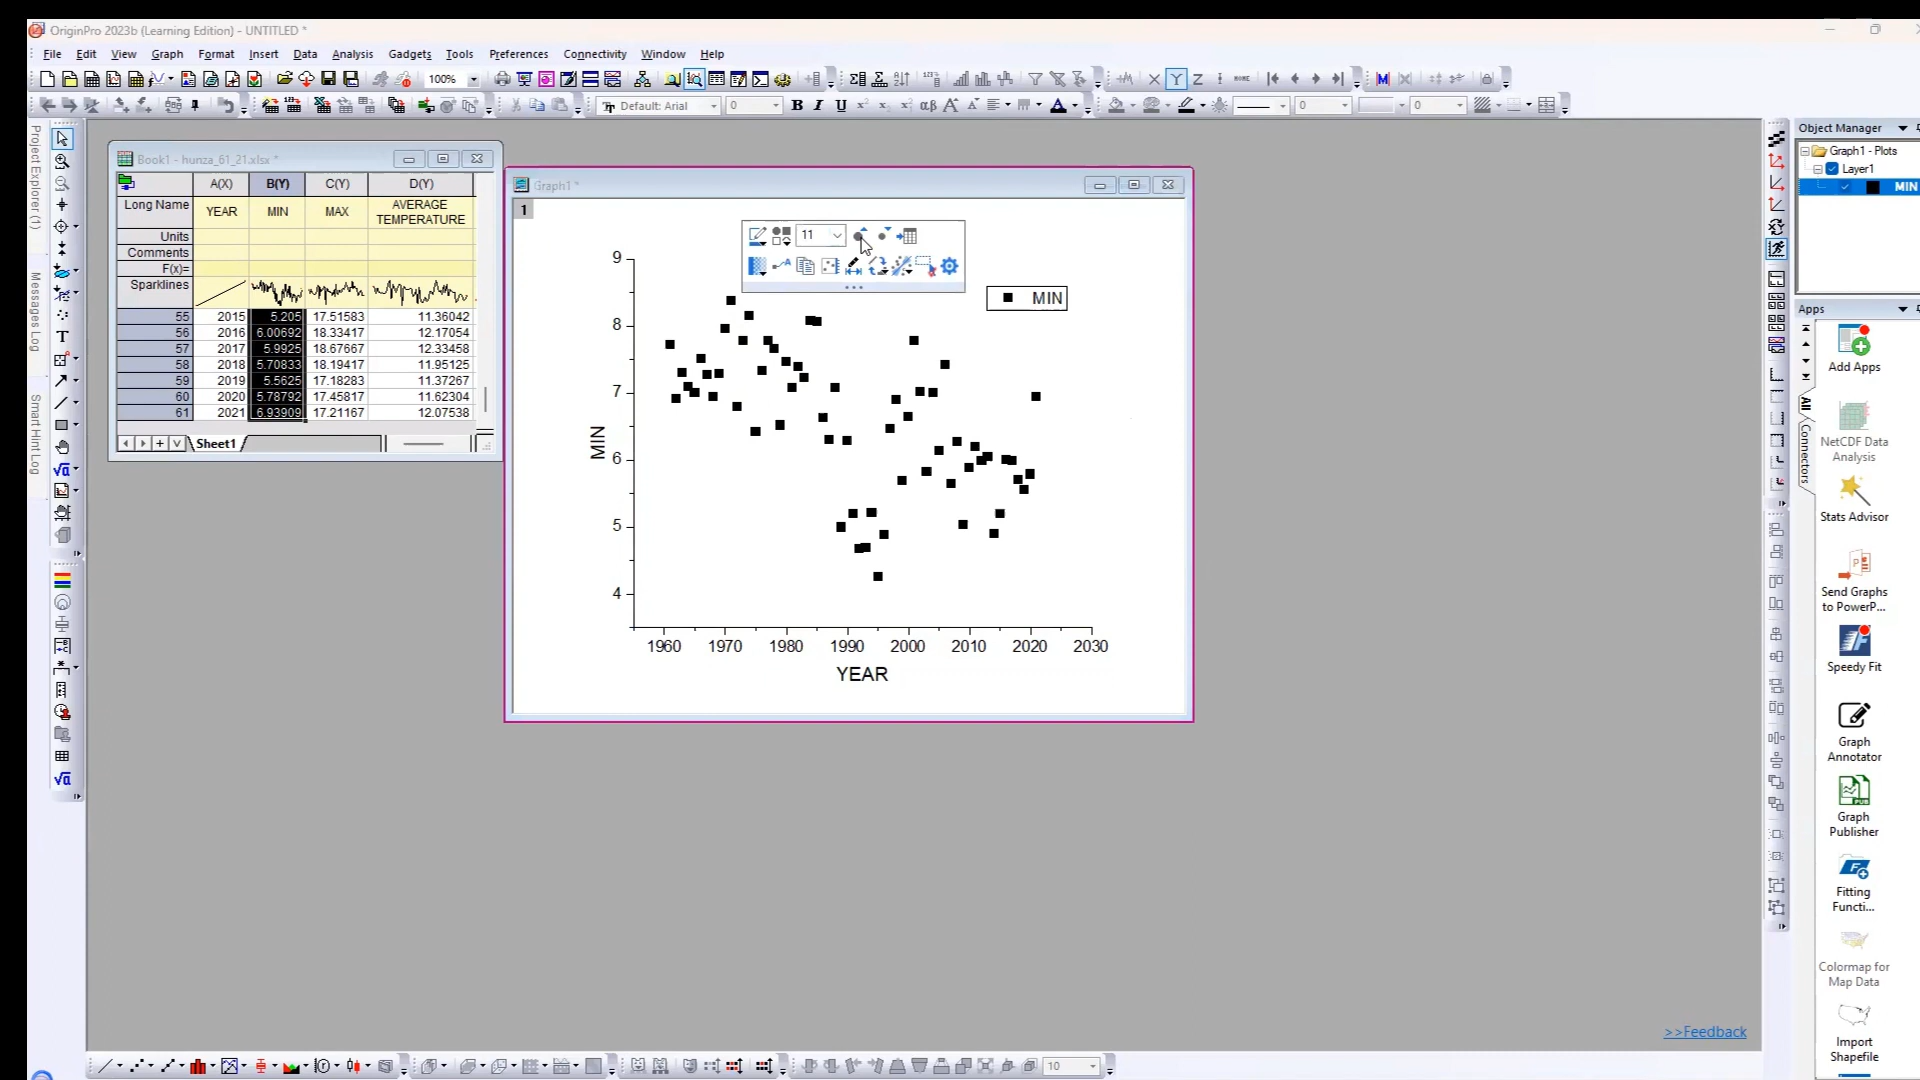 OriginPro 2023b (Learning Edition) - UNTITLED *
File Edit View Graph Format Insert Data Analysis Gadgets Tools Preferences Connectivity Window Help
100%
Default: Arial 0 B I U αβ A A A 0 0
Project Explorer (1)
Messages Log
Smart Hint Log
Book1 - hunza_61_21.xlsx *
A(X) B(Y) C(Y) D(Y)
Long Name YEAR MIN MAX AVERAGE TEMPERATURE
Units
Comments
F(x)=
Sparklines
55 2015 5.205 17.51583 11.36042
56 2016 6.00692 18.33417 12.17054
57 2017 5.9925 18.67667 12.33458
58 2018 5.70833 18.19417 11.95125
59 2019 5.5625 17.18283 11.37267
60 2020 5.78792 17.45817 11.62304
61 2021 6.93909 17.21167 12.07538
Sheet1
Graph1 *
1
11
MIN
9
8
7
6
5
4
MIN
1960 1970 1980 1990 2000 2010 2020 2030
YEAR
Object Manager
Graph1 - Plots
Layer1
MIN
Apps
All
Connectors
Add Apps
NetCDF Data
Analysis
Stats Advisor
Send Graphs
to PowerP...
Speedy Fit
Graph
Annotator
Graph
Publisher
Fitting
Functi...
Colormap for
Map Data
Import
Shapefile
>>Feedback
10